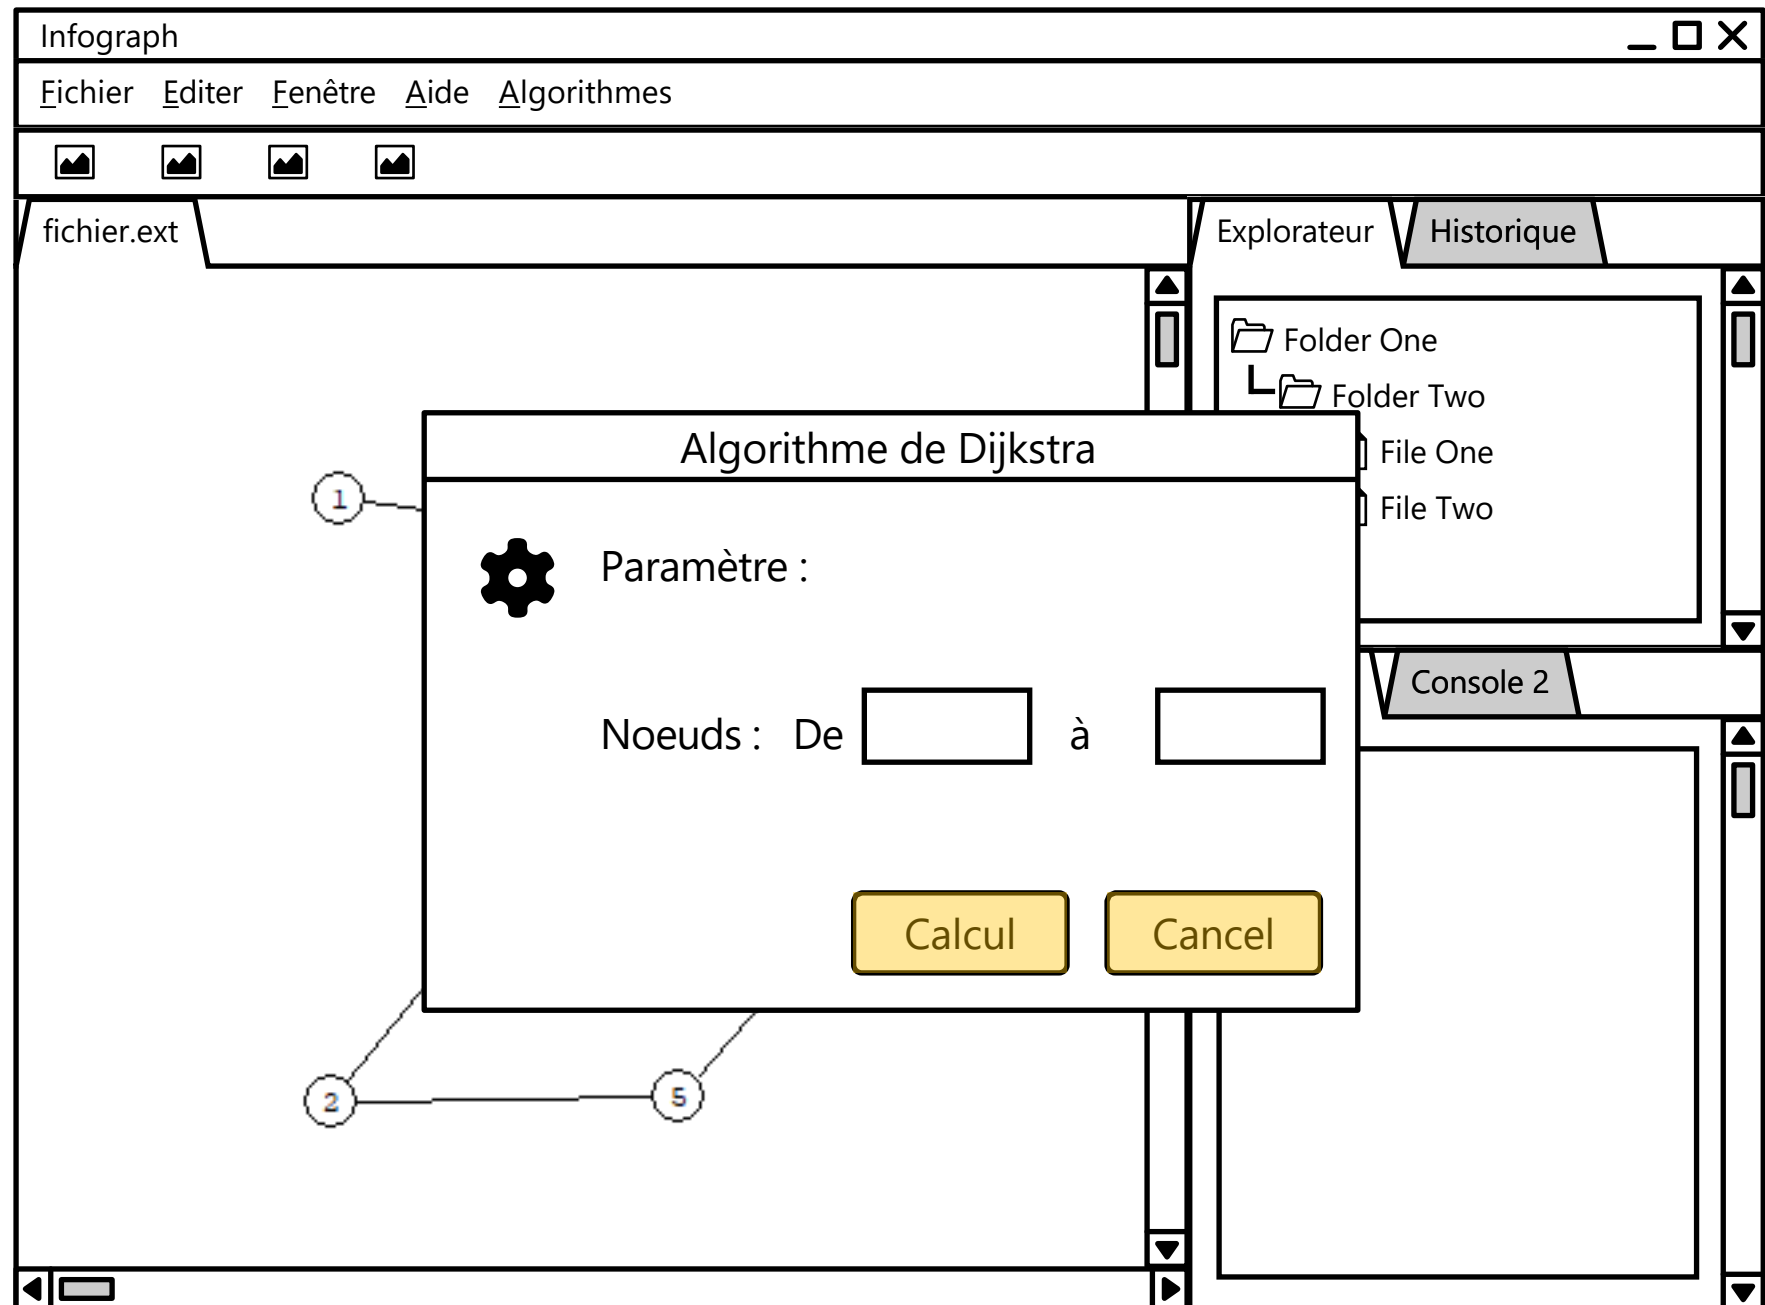 Infograph
Fichier Editer Fenêtre Aide Algorithmes
fichier.ext
Explorateur Historique
Folder One
Folder Two
File One
File Two
Algorithme de Dijkstra
1
Paramètre :
Console 2
Noeuds : De à
Calcul Cancel
2 5